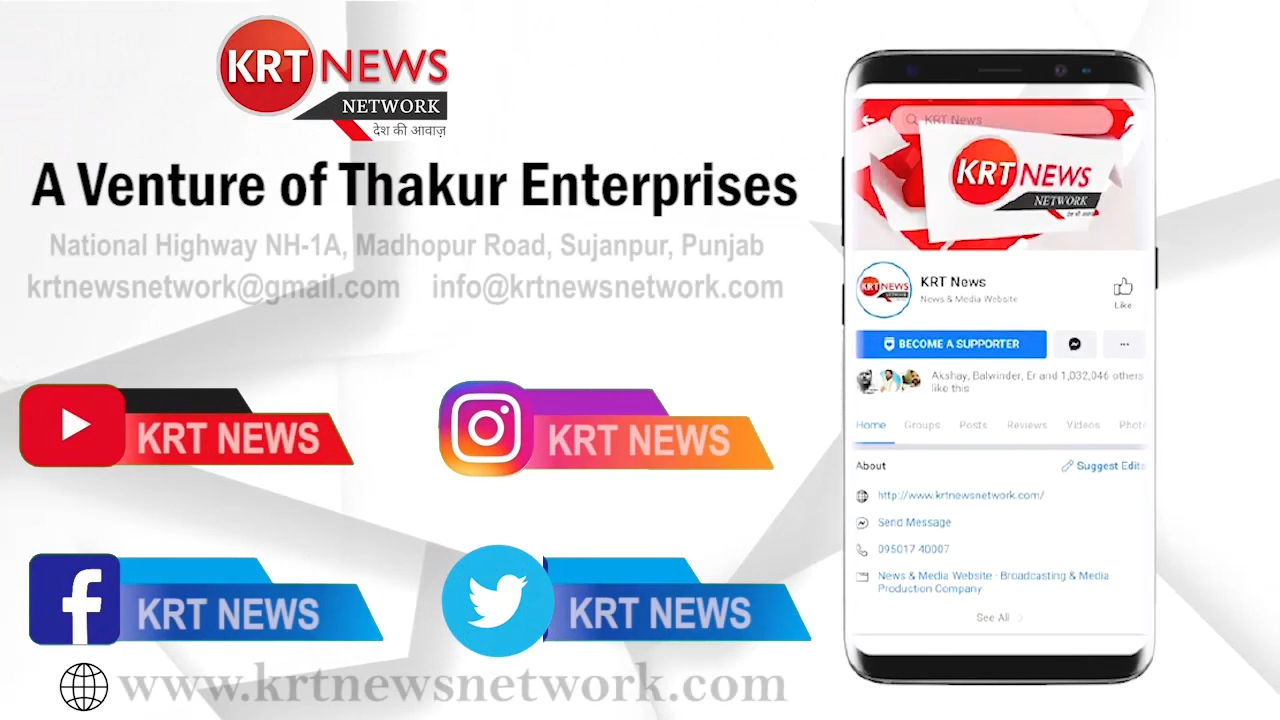 KRT NEWS
NETWORK
देश की आवाज़
A Venture of Thakur Enterprises
National Highway NH-1A, Madhopur Road, Sujanpur, Punjab
krtnewsnetwork@gmail.com info@krtnewsnetwork.com
KRT NEWS
KRT NEWS
KRT NEWS
KRT NEWS
www.krtnewsnetwork.com
KRT News
KRT NEWS
NETWORK
देश की आवाज़
KRT NEWS
KRT News
News & Media Website
Like
BECOME A SUPPORTER
Akshay, Balwinder, Er and 1,032,046 others
like this
Home Groups Posts Reviews Videos Photo
About Suggest Edits
http://www.krtnewsnetwork.com/
Send Message
095017 40007
News & Media Website · Broadcasting & Media
Production Company
See All